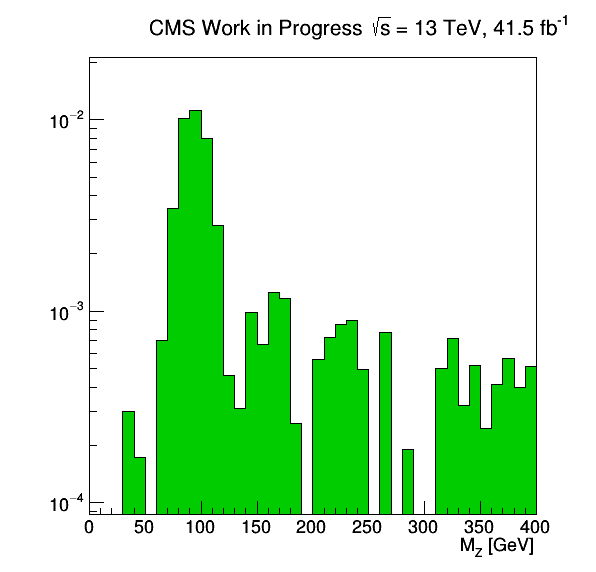 CMS Work in Progress √s = 13 TeV, 41.5 fb⁻¹
10⁻²
10⁻³
10⁻⁴
0 50 100 150 200 250 300 350 400
M_Z [GeV]